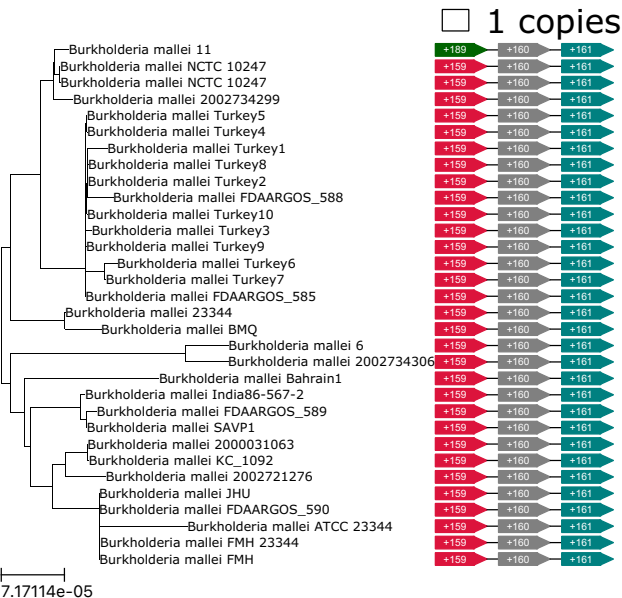 1 copies
Burkholderia mallei 11 +189 +160 +161
Burkholderia mallei NCTC 10247 +159 +160 +161
Burkholderia mallei NCTC 10247 +159 +160 +161
Burkholderia mallei 2002734299 +159 +160 +161
Burkholderia mallei Turkey5 +159 +160 +161
Burkholderia mallei Turkey4 +159 +160 +161
Burkholderia mallei Turkey1 +159 +160 +161
Burkholderia mallei Turkey8 +159 +160 +161
Burkholderia mallei Turkey2 +159 +160 +161
Burkholderia mallei FDAARGOS_588 +159 +160 +161
Burkholderia mallei Turkey10 +159 +160 +161
Burkholderia mallei Turkey3 +159 +160 +161
Burkholderia mallei Turkey9 +159 +160 +161
Burkholderia mallei Turkey6 +159 +160 +161
Burkholderia mallei Turkey7 +159 +160 +161
Burkholderia mallei FDAARGOS_585 +159 +160 +161
Burkholderia mallei 23344 +159 +160 +161
Burkholderia mallei BMQ +159 +160 +161
Burkholderia mallei 6 +159 +160 +161
Burkholderia mallei 2002734306 +159 +160 +161
Burkholderia mallei Bahrain1 +159 +160 +161
Burkholderia mallei India86-567-2 +159 +160 +161
Burkholderia mallei FDAARGOS_589 +159 +160 +161
Burkholderia mallei SAVP1 +159 +160 +161
Burkholderia mallei 2000031063 +159 +160 +161
Burkholderia mallei KC_1092 +159 +160 +161
Burkholderia mallei 2002721276 +159 +160 +161
Burkholderia mallei JHU +159 +160 +161
Burkholderia mallei FDAARGOS_590 +159 +160 +161
Burkholderia mallei ATCC 23344 +159 +160 +161
Burkholderia mallei FMH 23344 +159 +160 +161
Burkholderia mallei FMH +159 +160 +161
7.17114e-05